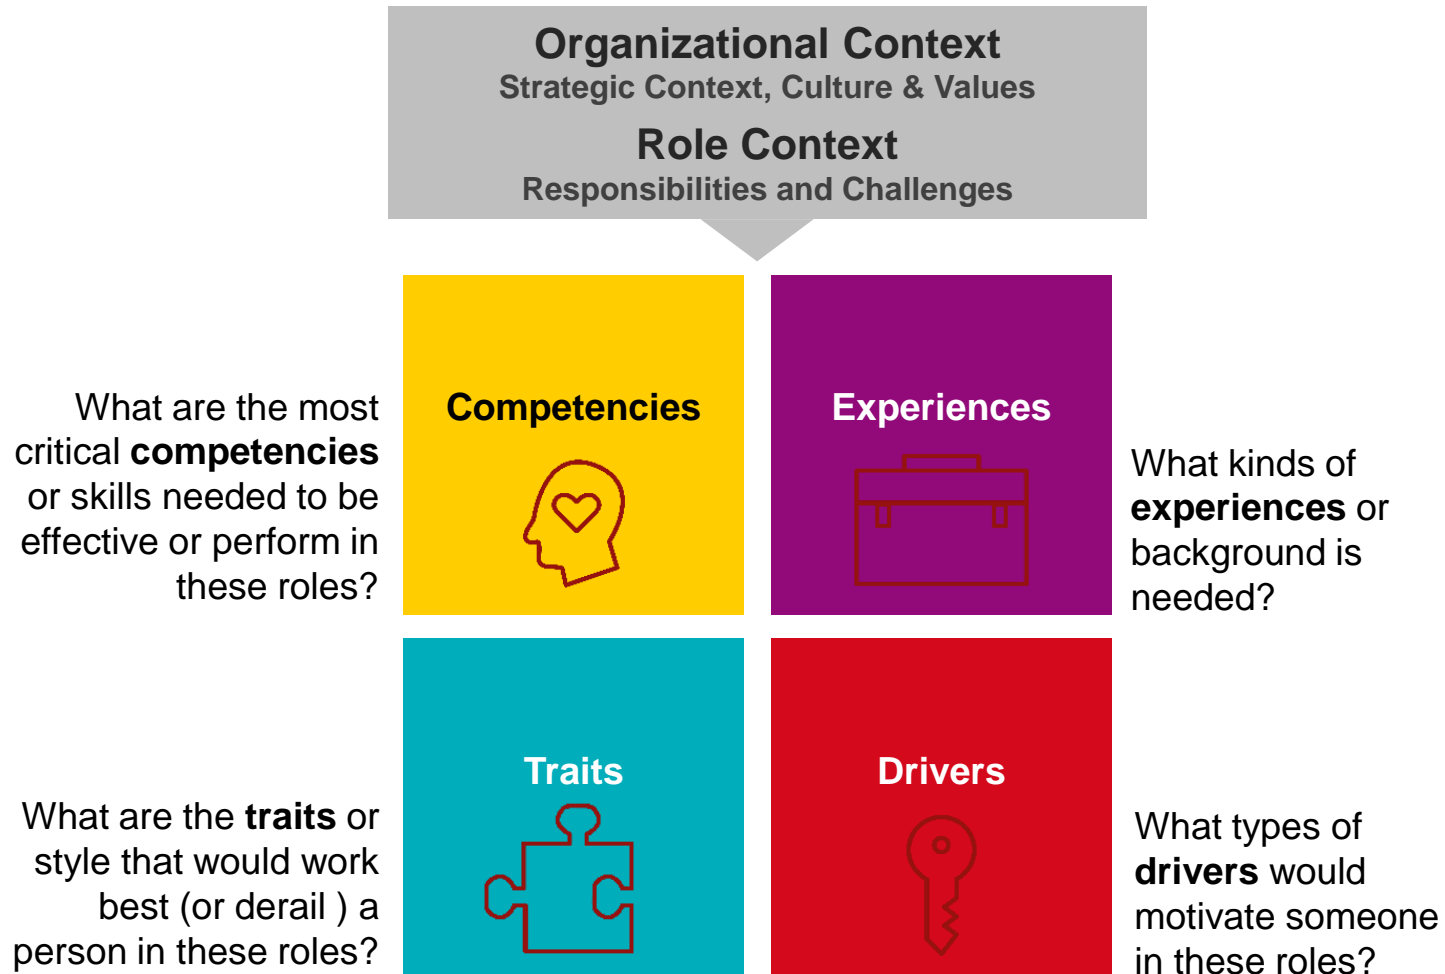 Organizational Context
Strategic Context, Culture & Values
Role Context
Responsibilities and Challenges
What are the most
critical competencies
or skills needed to be
effective or perform in
these roles?
Competencies
Experiences
What kinds of
experiences or
background is
needed?
What are the traits or
style that would work
best (or derail ) a
person in these roles?
Traits
Drivers
What types of
drivers would
motivate someone
in these roles?